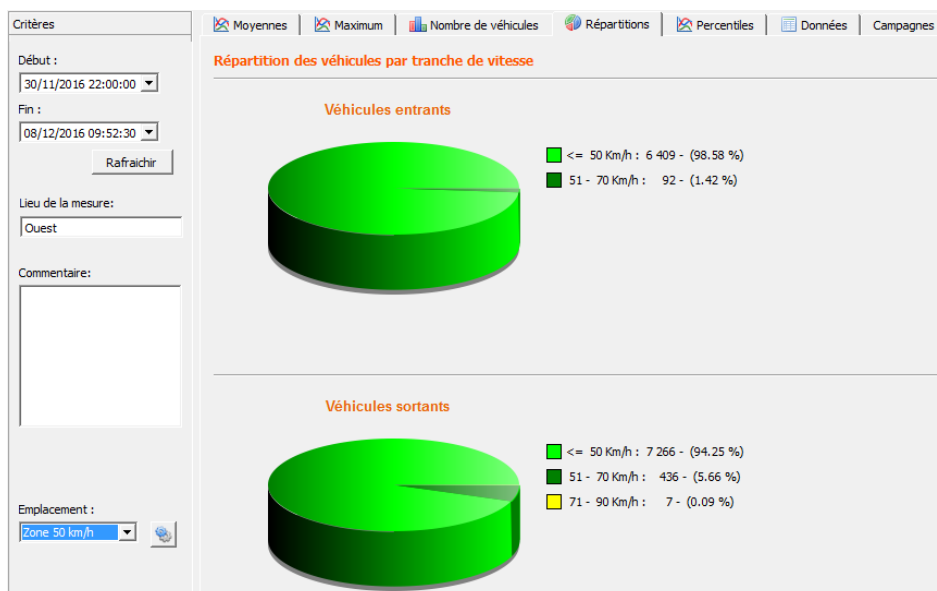 Critères
Moyennes Maximum Nombre de véhicules Répartitions Percentiles Données Campagnes
Début :
30/11/2016 22:00:00
Fin :
08/12/2016 09:52:30
Rafraichir
Lieu de la mesure:
Ouest
Commentaire:
Emplacement :
Zone 50 km/h
Répartition des véhicules par tranche de vitesse
Véhicules entrants
<= 50 Km/h : 6 409 - (98.58 %)
51 - 70 Km/h : 92 - (1.42 %)
Véhicules sortants
<= 50 Km/h : 7 266 - (94.25 %)
51 - 70 Km/h : 436 - (5.66 %)
71 - 90 Km/h : 7 - (0.09 %)